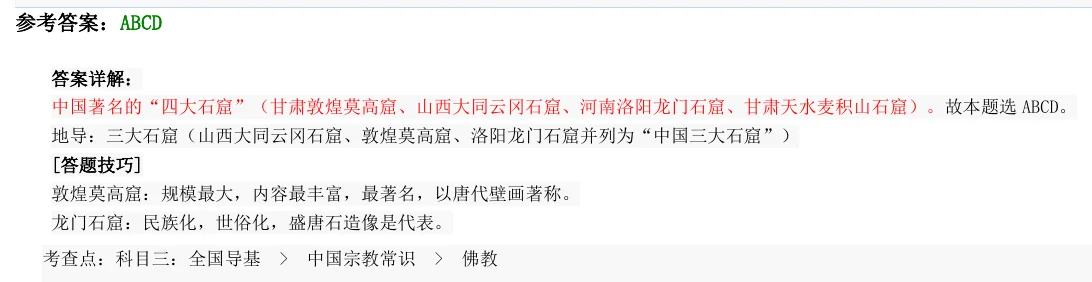 参考答案：ABCD
答案详解：
中国著名的“四大石窟”（甘肃敦煌莫高窟、山西大同云冈石窟、河南洛阳龙门石窟、甘肃天水麦积山石窟）。故本题选 ABCD。
地导：三大石窟（山西大同云冈石窟、敦煌莫高窟、洛阳龙门石窟并列为“中国三大石窟”）
[答题技巧]
敦煌莫高窟：规模最大，内容最丰富，最著名，以唐代壁画著称。
龙门石窟：民族化，世俗化，盛唐石造像是代表。
考查点：科目三：全国导基 > 中国宗教常识 > 佛教